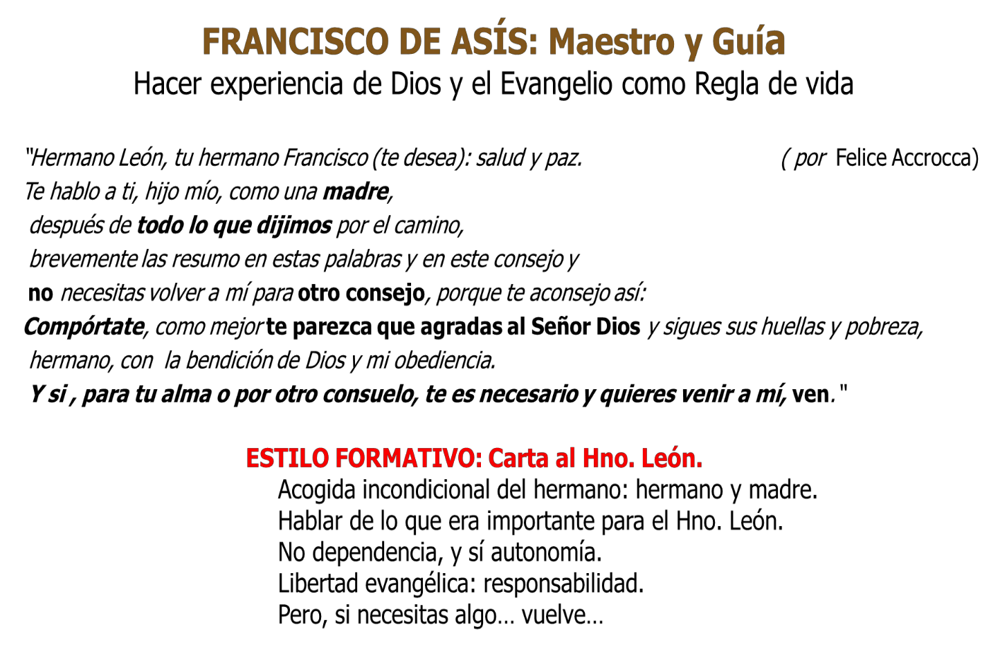 FRANCISCO DE ASÍS: Maestro y Guía
Hacer experiencia de Dios y el Evangelio como Regla de vida
"Hermano León, tu hermano Francisco (te desea): salud y paz. ( por Felice Accrocca)
Te hablo a ti, hijo mío, como una madre,
después de todo lo que dijimos por el camino,
brevemente las resumo en estas palabras y en este consejo y
no necesitas volver a mí para otro consejo, porque te aconsejo así:
Compórtate, como mejor te parezca que agradas al Señor Dios y sigues sus huellas y pobreza,
hermano, con la bendición de Dios y mi obediencia.
Y si , para tu alma o por otro consuelo, te es necesario y quieres venir a mí, ven."
ESTILO FORMATIVO: Carta al Hno. León.
Acogida incondicional del hermano: hermano y madre.
Hablar de lo que era importante para el Hno. León.
No dependencia, y sí autonomía.
Libertad evangélica: responsabilidad.
Pero, si necesitas algo... vuelve...